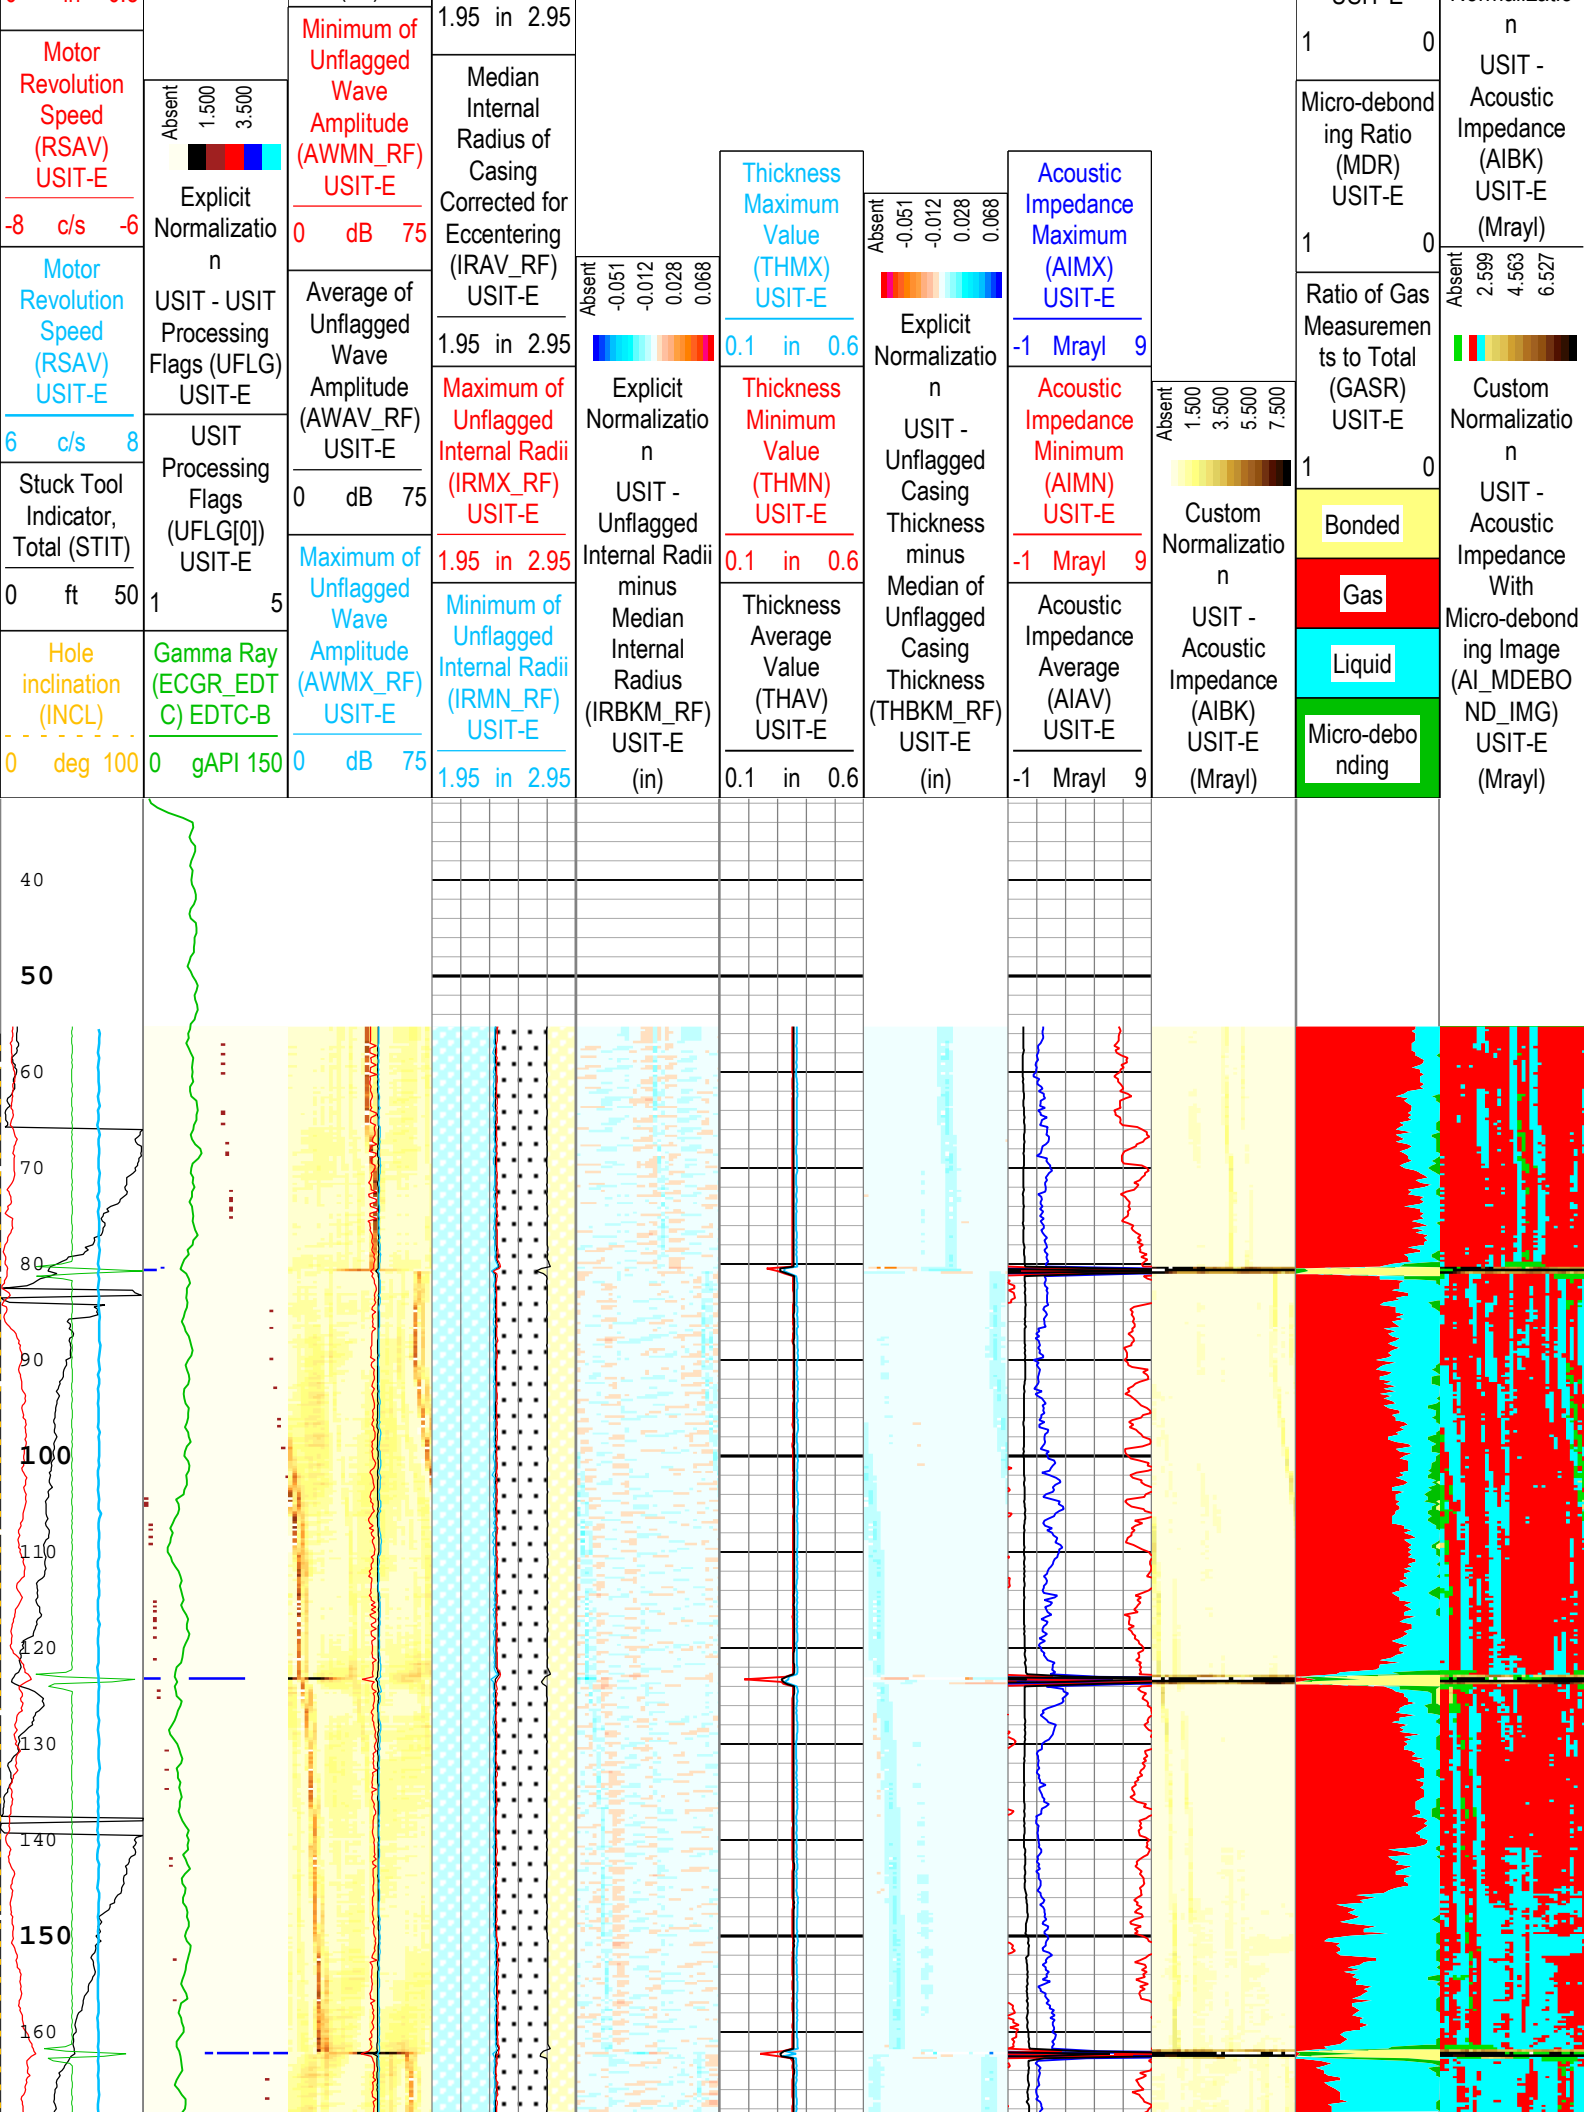 Motor
Revolution
Speed
(RSAV)
USIT-E
-8 c/s -6
Motor
Revolution
Speed
(RSAV)
USIT-E
6 c/s 8
Stuck Tool
Indicator,
Total (STIT)
0 ft 50
Hole
inclination
(INCL)
0 deg 100
Absent
1.500
3.500
Explicit
Normalizatio
n
USIT - USIT
Processing
Flags (UFLG)
USIT-E
USIT
Processing
Flags
(UFLG[0])
USIT-E
1 5
Gamma Ray
(ECGR_EDT
C) EDTC-B
0 gAPI 150
Minimum of
Unflagged
Wave
Amplitude
(AWMN_RF)
USIT-E
0 dB 75
Average of
Unflagged
Wave
Amplitude
(AWAV_RF)
USIT-E
0 dB 75
Maximum of
Unflagged
Wave
Amplitude
(AWMX_RF)
USIT-E
0 dB 75
1.95 in 2.95
Median
Internal
Radius of
Casing
Corrected for
Eccentering
(IRAV_RF)
USIT-E
1.95 in 2.95
Maximum of
Unflagged
Internal Radii
(IRMX_RF)
USIT-E
1.95 in 2.95
Minimum of
Unflagged
Internal Radii
(IRMN_RF)
USIT-E
1.95 in 2.95
Absent
-0.051
-0.012
0.028
0.068
Explicit
Normalizatio
n
USIT -
Unflagged
Internal Radii
minus
Median
Internal
Radius
(IRBKM_RF)
USIT-E
(in)
Thickness
Maximum
Value
(THMX)
USIT-E
0.1 in 0.6
Thickness
Minimum
Value
(THMN)
USIT-E
0.1 in 0.6
Thickness
Average
Value
(THAV)
USIT-E
0.1 in 0.6
Absent
-0.051
-0.012
0.028
0.068
Explicit
Normalizatio
n
USIT -
Unflagged
Casing
Thickness
minus
Median of
Unflagged
Casing
Thickness
(THBKM_RF)
USIT-E
(in)
Acoustic
Impedance
Maximum
(AIMX)
USIT-E
-1 Mrayl 9
Acoustic
Impedance
Minimum
(AIMN)
USIT-E
-1 Mrayl 9
Acoustic
Impedance
Average
(AIAV)
USIT-E
-1 Mrayl 9
Absent
1.500
3.500
5.500
7.500
Custom
Normalizatio
n
USIT -
Acoustic
Impedance
(AIBK)
USIT-E
(Mrayl)
1 0
Micro-debond
ing Ratio
(MDR)
USIT-E
1 0
Ratio of Gas
Measuremen
ts to Total
(GASR)
USIT-E
1 0
Bonded
Gas
Liquid
Micro-debo
nding
n
USIT -
Acoustic
Impedance
(AIBK)
USIT-E
(Mrayl)
Absent
2.599
4.563
6.527
Custom
Normalizatio
n
USIT -
Acoustic
Impedance
With
Micro-debond
ing Image
(AI_MDEBO
ND_IMG)
USIT-E
(Mrayl)
40
50
60
70
80
90
100
110
120
130
140
150
160